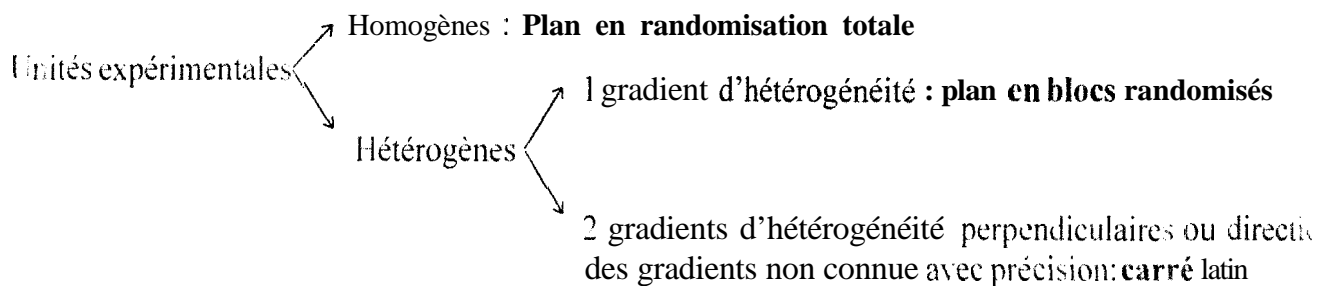 Homogènes : Plan en randomisation totale
Unités expérimentales
1 gradient d'hétérogénéité : plan en blocs randomisés
Hétérogènes
2 gradients d'hétérogénéité perpendiculaires ou
des gradients non connue avec précision: carré latin